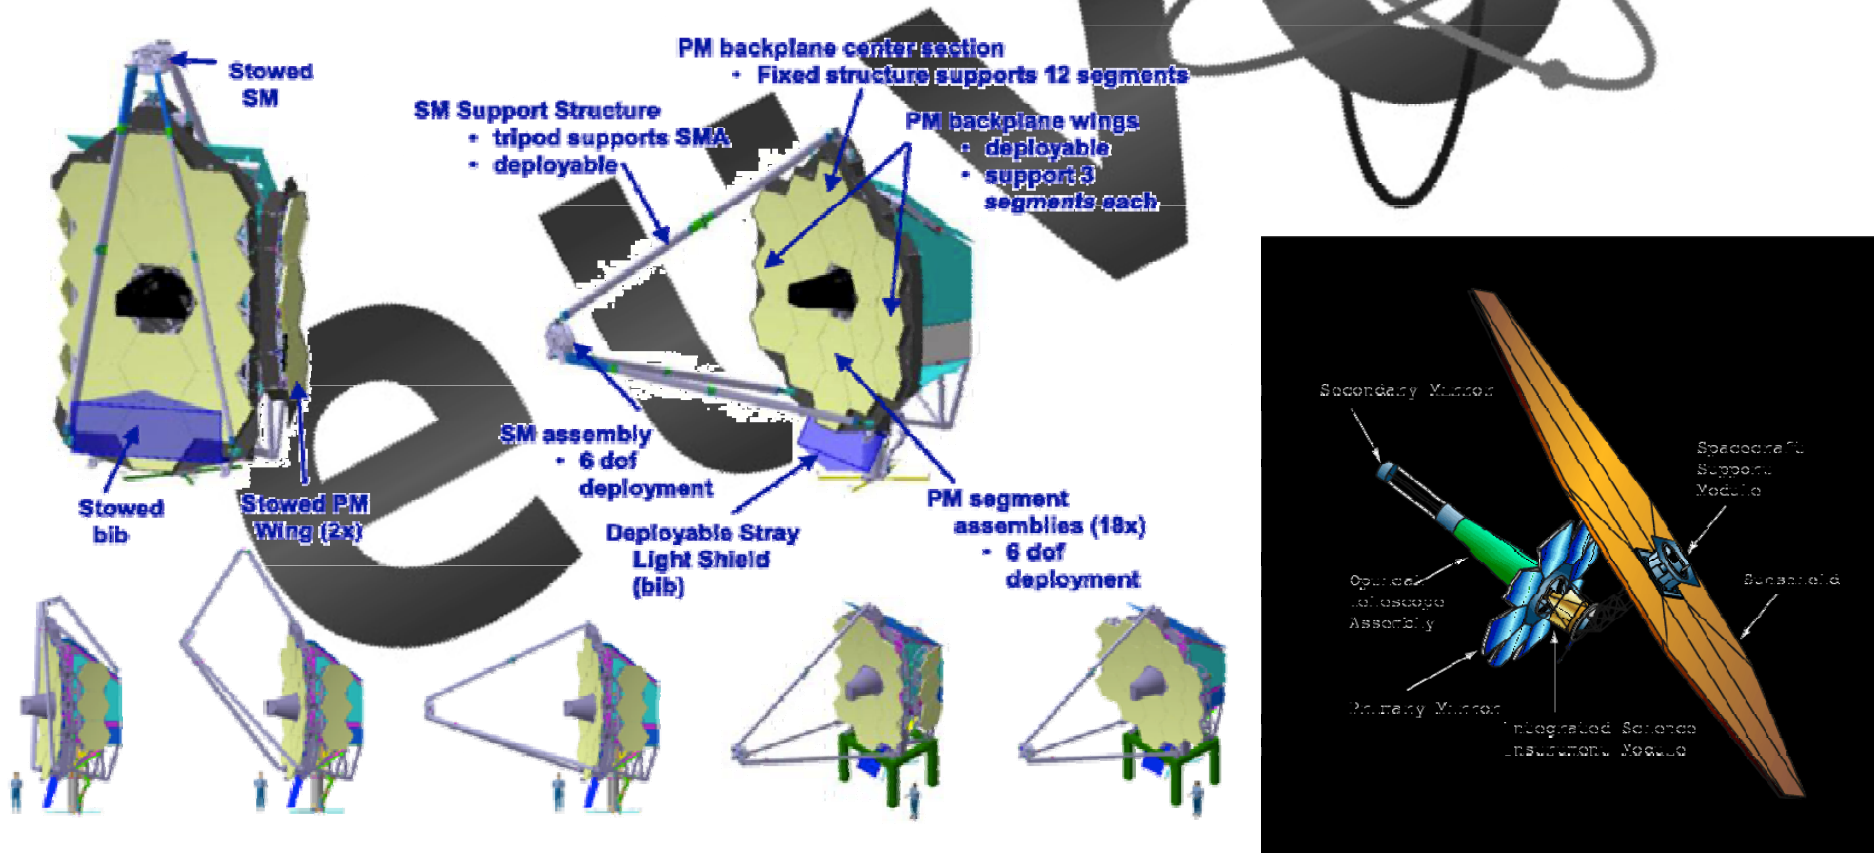 Stowed
SM
PM backplane center section
• Fixed structure supports 12 segments
SM Support Structure
• tripod supports SMA
• deployable
PM backplane wings
• deployable
• support 3
segments each
SM assembly
• 6 dof
deployment
Deployable Stray
Light Shield
(bib)
PM segment
assemblies (18x)
• 6 dof
deployment
Stowed
bib
Stowed PM
Wing (2x)
Secondary Mirror
Spacecraft
Support
Module
Optical
Telescope
Assembly
Sunshield
Primary Mirror
Integrated Science
Instrument Module